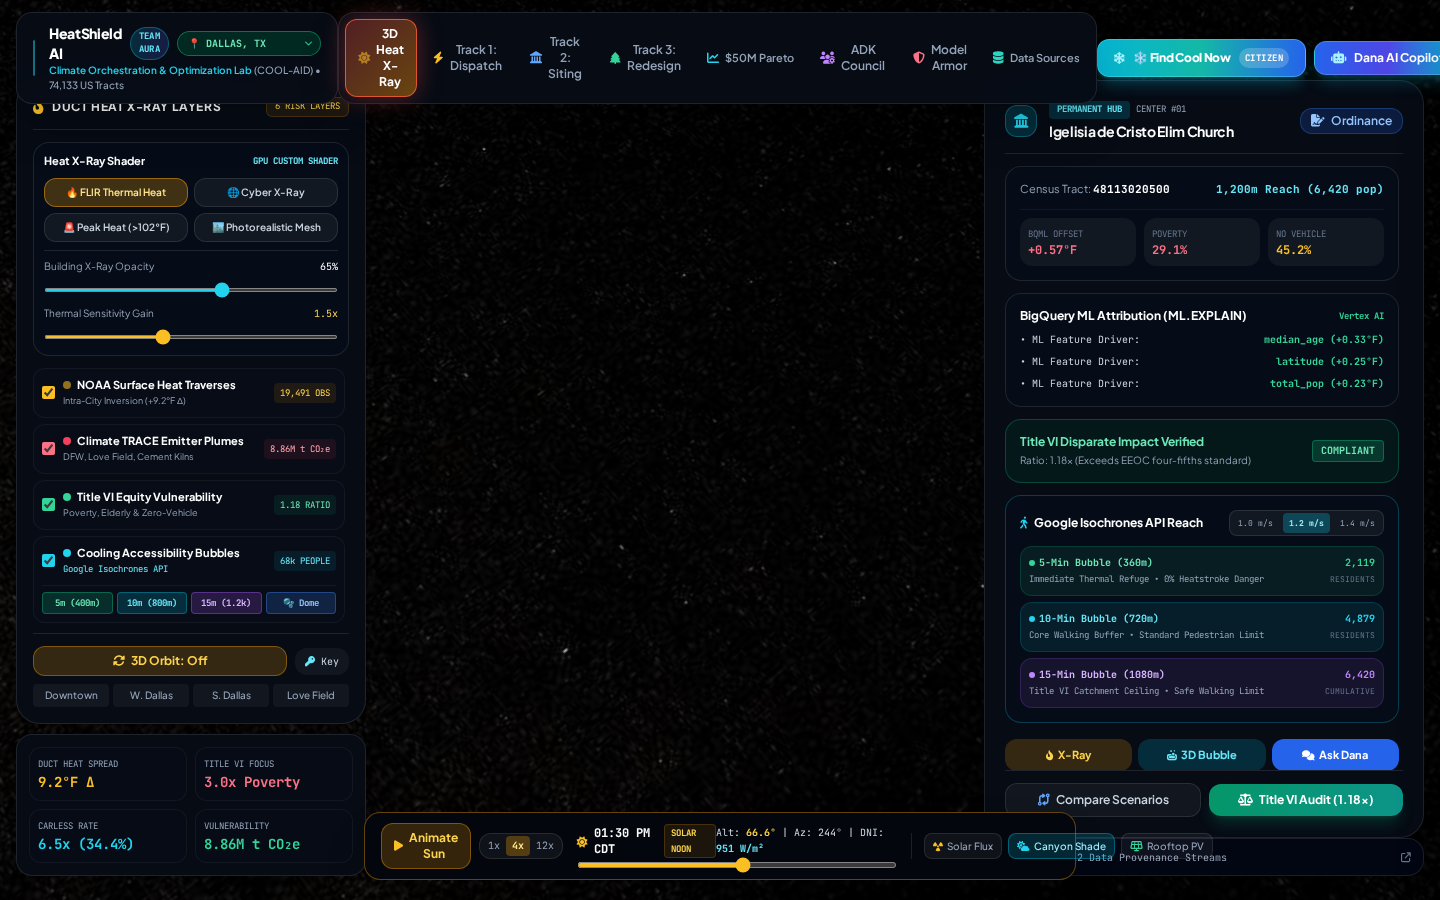 HeatShield AI
TEAM AURA
📍 DALLAS, TX
Climate Orchestration & Optimization Lab (COOL-AID) •
74,133 US Tracts
3D Heat X-Ray
Track 1: Dispatch
Track 2: Siting
Track 3: Redesign
$50M Pareto
ADK Council
Model Armor
Data Sources
❄️ Find Cool Now
CITIZEN
Dana AI Copilo
DUCT HEAT X-RAY LAYERS
6 RISK LAYERS
Heat X-Ray Shader
GPU CUSTOM SHADER
🔥 FLIR Thermal Heat
🌐 Cyber X-Ray
🚨 Peak Heat (>102°F)
🏙️ Photorealistic Mesh
Building X-Ray Opacity
65%
Thermal Sensitivity Gain
1.5x
NOAA Surface Heat Traverses
Intra-City Inversion (+9.2°F Δ)
19,491 OBS
Climate TRACE Emitter Plumes
DFW, Love Field, Cement Kilns
8.86M t CO₂e
Title VI Equity Vulnerability
Poverty, Elderly & Zero-Vehicle
1.18 RATIO
Cooling Accessibility Bubbles
Google Isochrones API
68k PEOPLE
5m (400m)
10m (800m)
15m (1.2k)
🫧 Dome
3D Orbit: Off
Key
Downtown
W. Dallas
S. Dallas
Love Field
DUCT HEAT SPREAD
9.2°F Δ
TITLE VI FOCUS
3.0x Poverty
CARLESS RATE
6.5x (34.4%)
VULNERABILITY
8.86M t CO₂e
Animate Sun
1x
4x
12x
01:30 PM CDT
SOLAR NOON
Alt: 66.6° | Az: 244° | DNI:
951 W/m²
Solar Flux
Canyon Shade
Rooftop PV
PERMANENT HUB
CENTER #01
Igelisia de Cristo Elim Church
Ordinance
Census Tract: 48113020500
1,200m Reach (6,420 pop)
BQML OFFSET
+0.57°F
POVERTY
29.1%
NO VEHICLE
45.2%
BigQuery ML Attribution (ML.EXPLAIN)
Vertex AI
• ML Feature Driver:
median_age (+0.33°F)
• ML Feature Driver:
latitude (+0.25°F)
• ML Feature Driver:
total_pop (+0.23°F)
Title VI Disparate Impact Verified
Ratio: 1.18x (Exceeds EEOC four-fifths standard)
COMPLIANT
Google Isochrones API Reach
1.0 m/s
1.2 m/s
1.4 m/s
5-Min Bubble (360m)
2,119
Immediate Thermal Refuge • 0% Heatstroke Danger
RESIDENTS
10-Min Bubble (720m)
4,879
Core Walking Buffer • Standard Pedestrian Limit
RESIDENTS
15-Min Bubble (1080m)
6,420
Title VI Catchment Ceiling • Safe Walking Limit
CUMULATIVE
X-Ray
3D Bubble
Ask Dana
Compare Scenarios
Title VI Audit (1.18x)
2 Data Provenance Streams